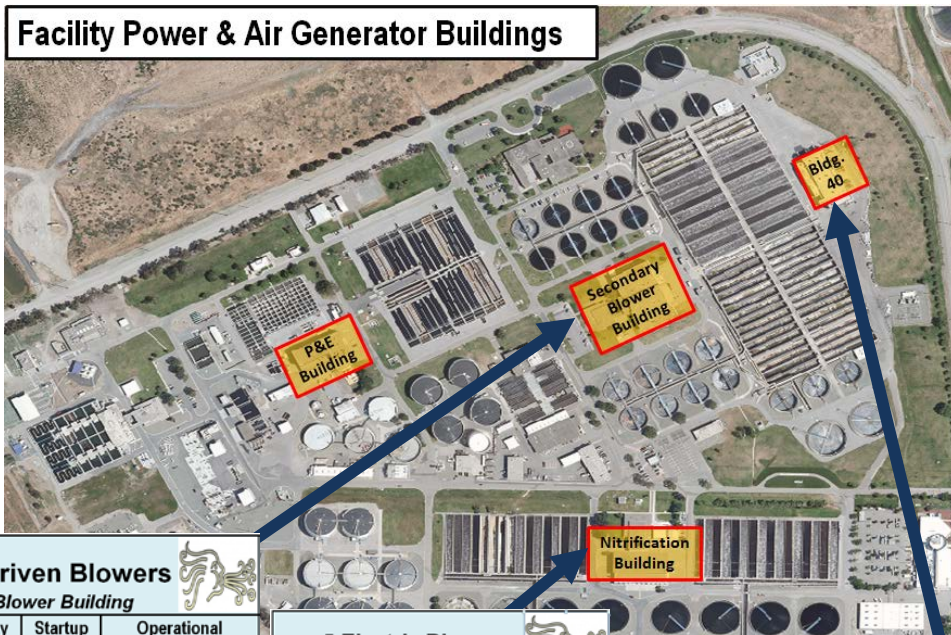 Facility Power & Air Generator Buildings
Bldg.
40
Secondary
Blower
Building
P&E
Building
Nitrification
Building
riven Blowers
Blower Building
y Startup Operational